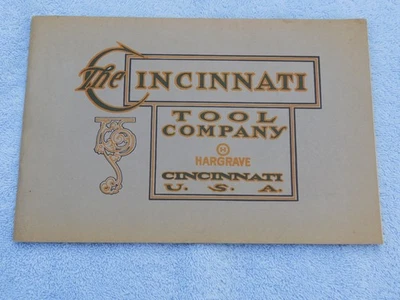 The CINCINNATI
TOOL
COMPANY
H
HARGRAVE
CINCINNATI
U. S. A.